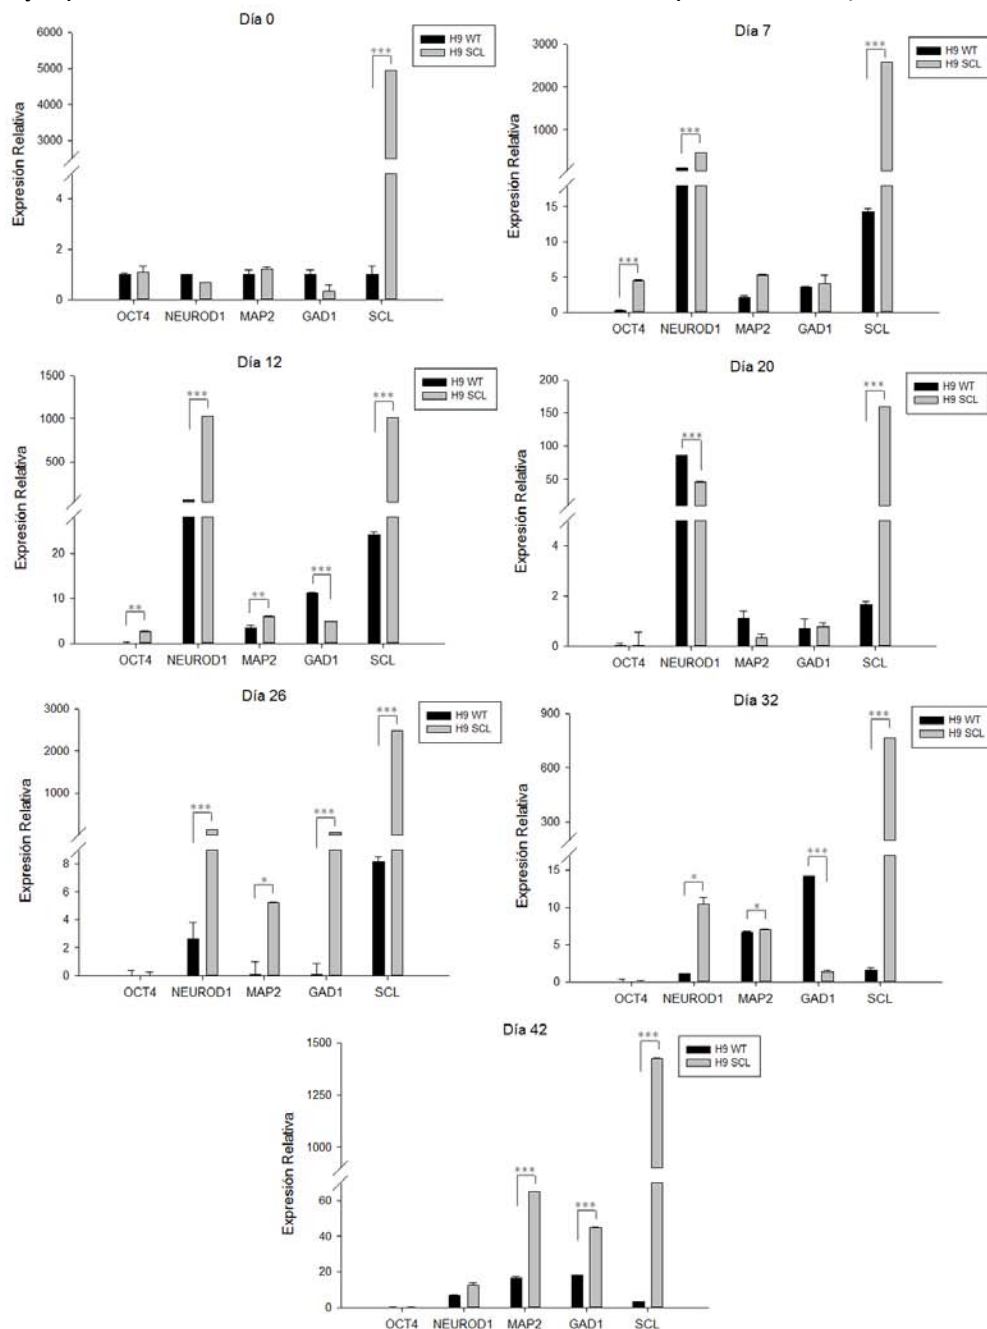 Día 0
H9 WT
H9 SCL
Expresión Relativa
6000
5000
4000
3000
4
2
0
***
OCT4 NEUROD1 MAP2 GAD1 SCL
Día 7
H9 WT
H9 SCL
Expresión Relativa
3000
2000
1000
15
10
5
0
*** *** ***
OCT4 NEUROD1 MAP2 GAD1 SCL
Día 12
H9 WT
H9 SCL
Expresión Relativa
1500
1000
500
20
10
0
** *** ** *** ***
OCT4 NEUROD1 MAP2 GAD1 SCL
Día 20
H9 WT
H9 SCL
Expresión Relativa
200
150
100
50
4
2
0
*** ***
OCT4 NEUROD1 MAP2 GAD1 SCL
Día 26
H9 WT
H9 SCL
Expresión Relativa
3000
2000
1000
8
6
4
2
0
*** * *** ***
OCT4 NEUROD1 MAP2 GAD1 SCL
Día 32
H9 WT
H9 SCL
Expresión Relativa
900
600
300
15
10
5
0
* * *** ***
OCT4 NEUROD1 MAP2 GAD1 SCL
Día 42
H9 WT
H9 SCL
Expresión Relativa
1500
1000
60
40
20
0
*** *** ***
OCT4 NEUROD1 MAP2 GAD1 SCL